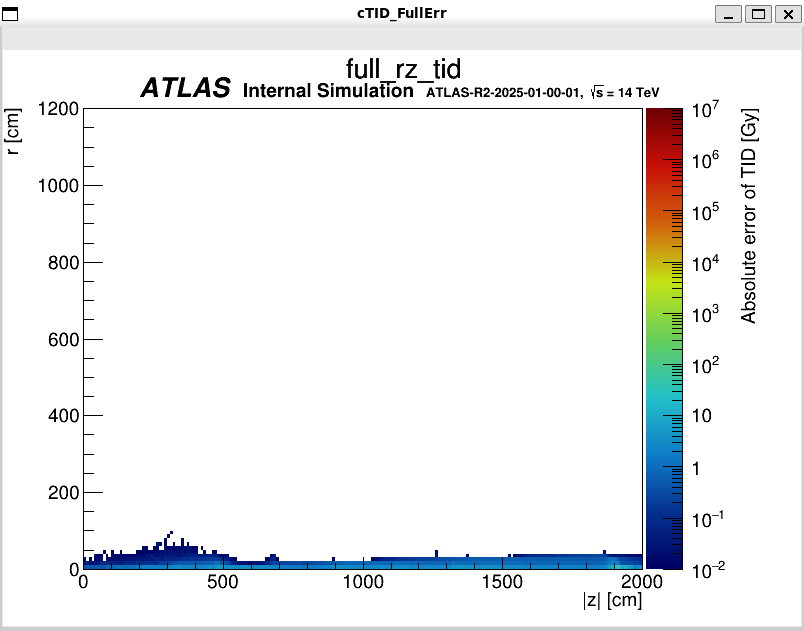 cTID_FullErr
full_rz_tid
ATLAS Internal Simulation ATLAS-R2-2025-01-00-01, √s = 14 TeV
r [cm]
1200
1000
800
600
400
200
0
0 500 1000 1500 2000
|z| [cm]
10⁷
10⁶
10⁵
10⁴
10³
10²
10
1
10⁻¹
10⁻²
Absolute error of TID [Gy]